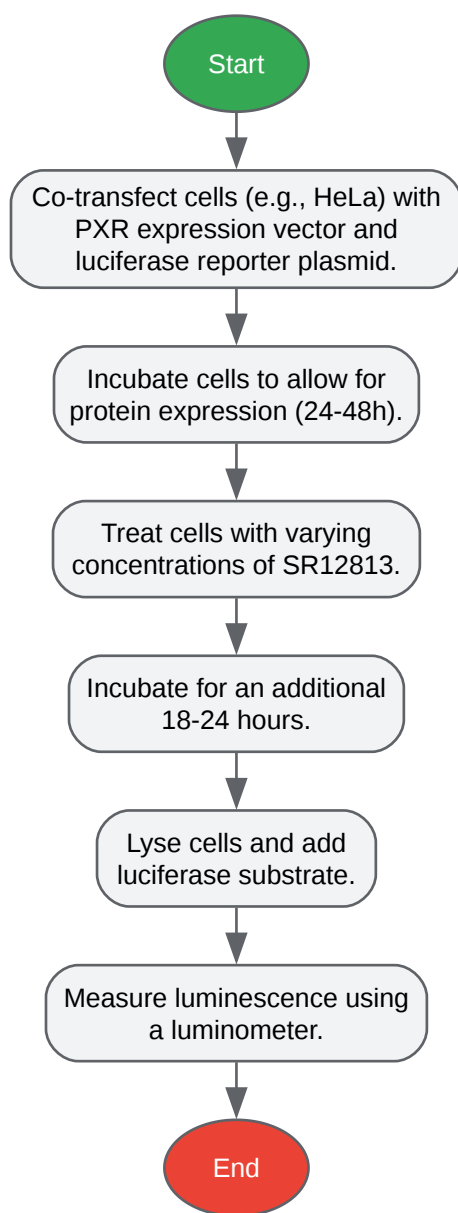 Start
Co-transfect cells (e.g., HeLa) with
PXR expression vector and
luciferase reporter plasmid.
Incubate cells to allow for
protein expression (24-48h).
Treat cells with varying
concentrations of SR12813.
Incubate for an additional
18-24 hours.
Lyse cells and add
luciferase substrate.
Measure luminescence using
a luminometer.
End